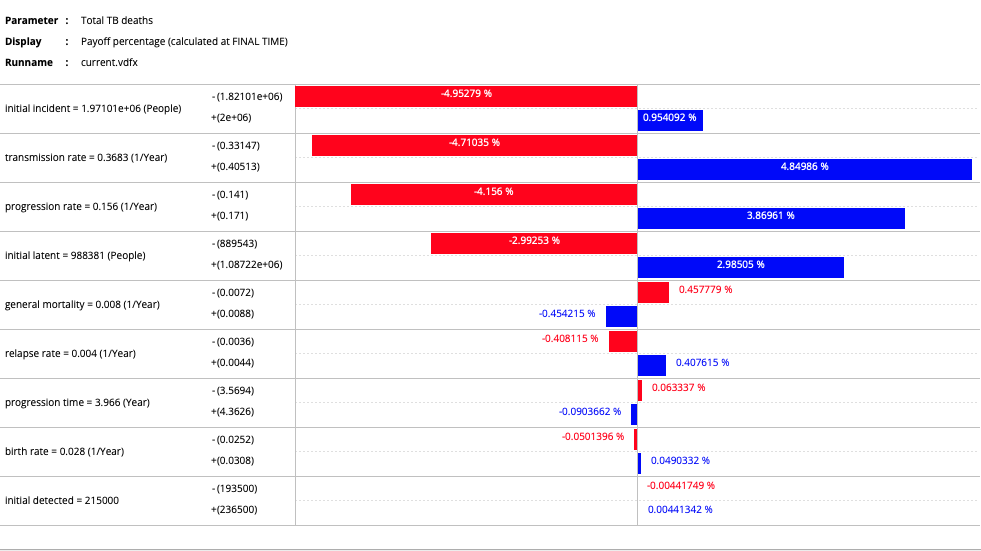 Parameter : Total TB deaths
Display : Payoff percentage (calculated at FINAL TIME)
Runname : current.vdfx
initial incident = 1.97101e+06 (People)
-(1.82101e+06)
-4.95279 %
+(2e+06)
0.954092 %
transmission rate = 0.3683 (1/Year)
-(0.33147)
-4.71035 %
+(0.40513)
4.84986 %
progression rate = 0.156 (1/Year)
-(0.141)
-4.156 %
+(0.171)
3.86961 %
initial latent = 988381 (People)
-(889543)
-2.99253 %
+(1.08722e+06)
2.98505 %
general mortality = 0.008 (1/Year)
-(0.0072)
0.457779 %
+(0.0088)
-0.454215 %
relapse rate = 0.004 (1/Year)
-(0.0036)
-0.408115 %
+(0.0044)
0.407615 %
progression time = 3.966 (Year)
-(3.5694)
0.063337 %
+(4.3626)
-0.0903662 %
birth rate = 0.028 (1/Year)
-(0.0252)
-0.0501396 %
+(0.0308)
0.0490332 %
initial detected = 215000
-(193500)
-0.00441749 %
+(236500)
0.00441342 %